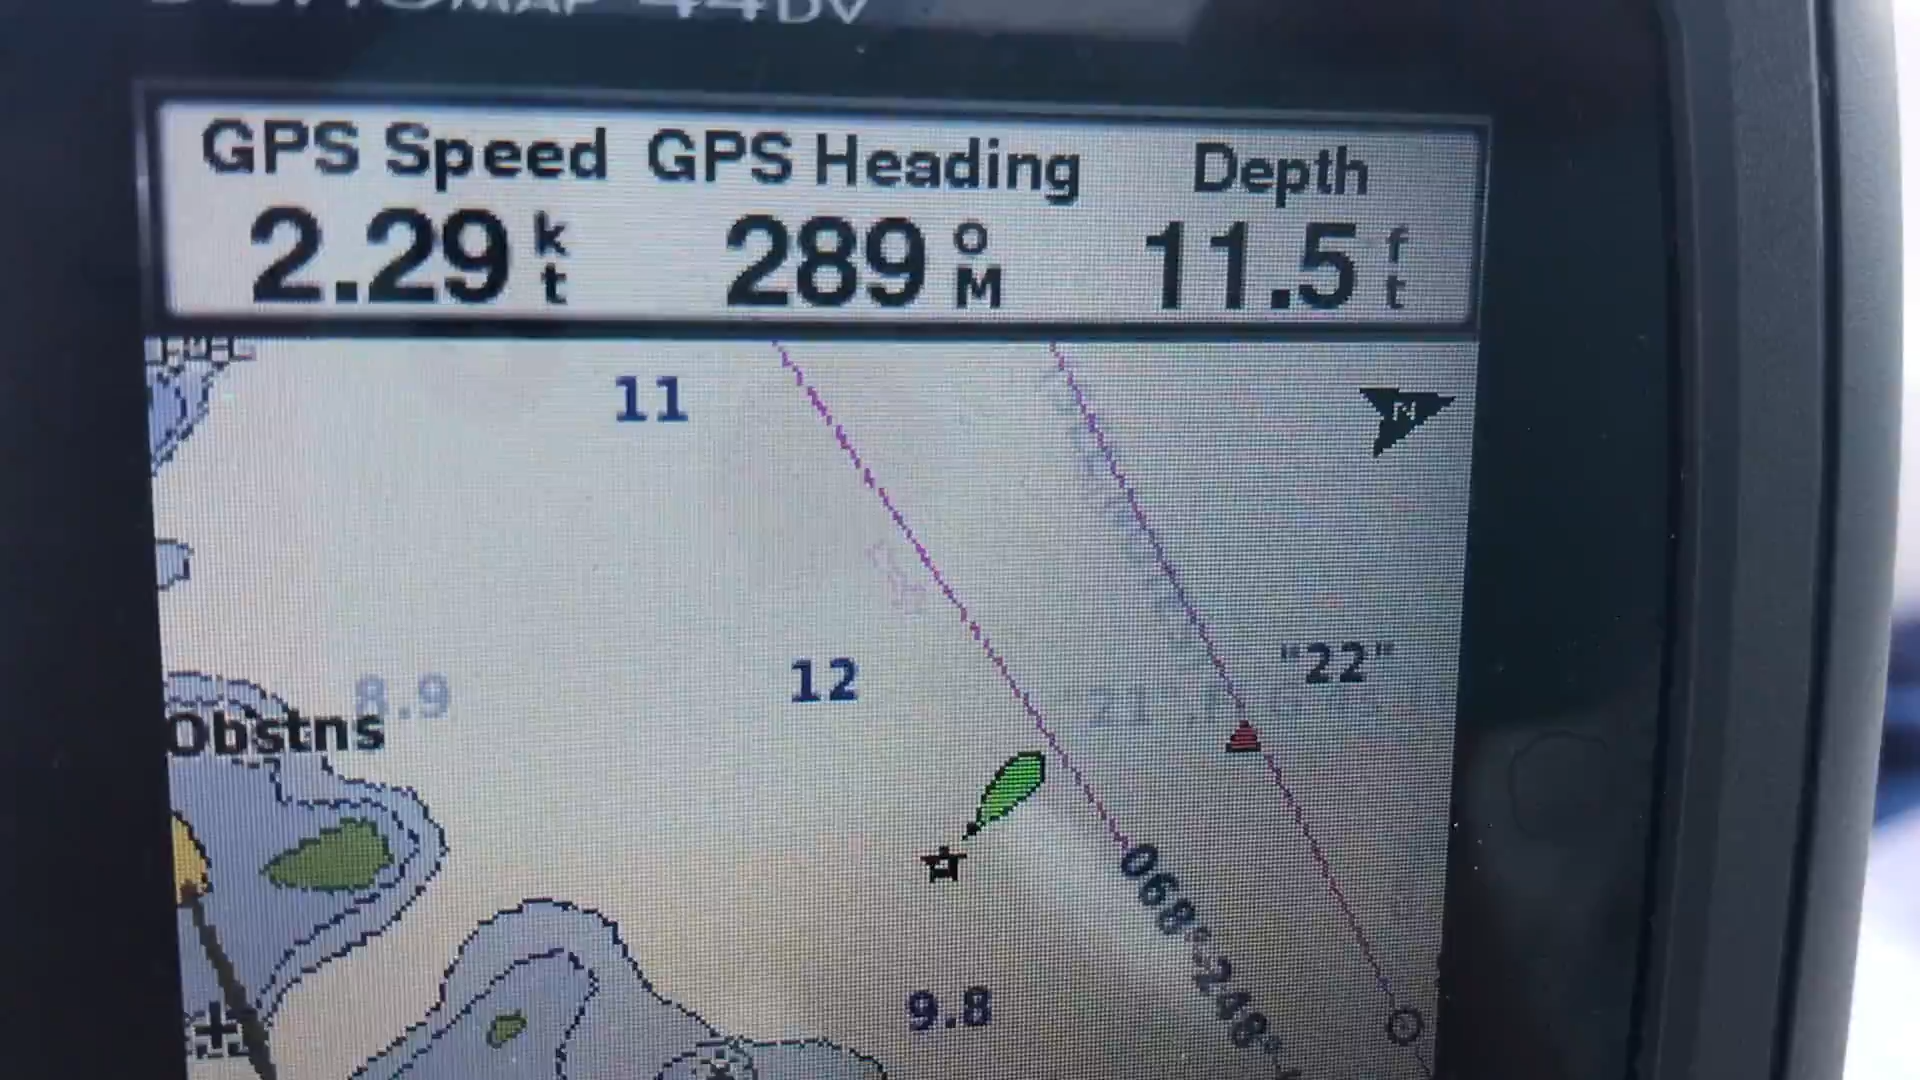 44DV
GPS Speed GPS Heading Depth
2.29 kt 289 °M 11.5 ft
11
N
"22"
12
8.9
Obstns
068°-248°
9.8